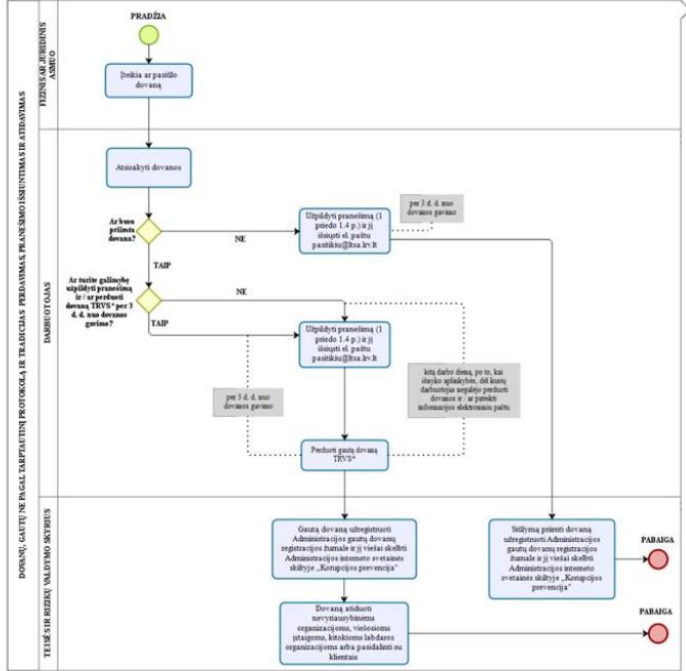 DOVANŲ, GAUTŲ NE PAGAL TARPTAUTINĮ PROTOKOLĄ IR TRADICIJAS PERDAVIMAS, PRANEŠIMO IŠSIUNTIMAS IR ATIDAVIMAS
FIZINIS AR JURIDINIS
ASMUO
PRADŽIA
Įteikia ar pasiūlo
dovaną
DARBUOTOJAS
Atsisakyti dovanos
Ar buvo
priimta
dovana?
NE
Užpildyti pranešimą (1
priedo 1.4 p.) ir jį
išsiųsti el. paštu
pasitikiu@ltsa.lrv.lt
per 3 d. d. nuo
dovanos gavimo
TAIP
Ar turite galimybę
užpildyti pranešimą
ir / ar perduoti
dovaną TRVS* per 3
d. d. nuo dovanos
gavimo?
NE
TAIP
Užpildyti pranešimą (1
priedo 1.4 p.) ir jį
išsiųsti el. paštu
pasitikiu@ltsa.lrv.lt
per 3 d. d. nuo
dovanos gavimo
kitą darbo dieną, po to, kai
išnyko aplinkybės, dėl kurių
darbuotojas negalėjo perduoti
dovanos ir / ar pateikti
informacijos elektroniniu paštu
Perduoti gautą dovaną
TRVS*
TEISĖS IR RIZIKŲ VALDYMO SKYRIUS
Gautą dovaną užregistruoti
Administracijos gautų dovanų
registracijos žurnale ir jį viešai skelbti
Administracijos interneto svetainės
skiltyje „Korupcijos prevencija“
Siūlymą priimti dovaną
užregistruoti Administracijos
gautų dovanų registracijos
žurnale ir jį viešai skelbti
Administracijos interneto
svetainės skiltyje „Korupcijos
prevencija“
PABAIGA
Dovaną atiduoti
nevyriausybinėms
organizacijoms, viešosioms
įstaigoms, kitokioms labdaros
organizacijoms arba pasidalinti su
klientais
PABAIGA